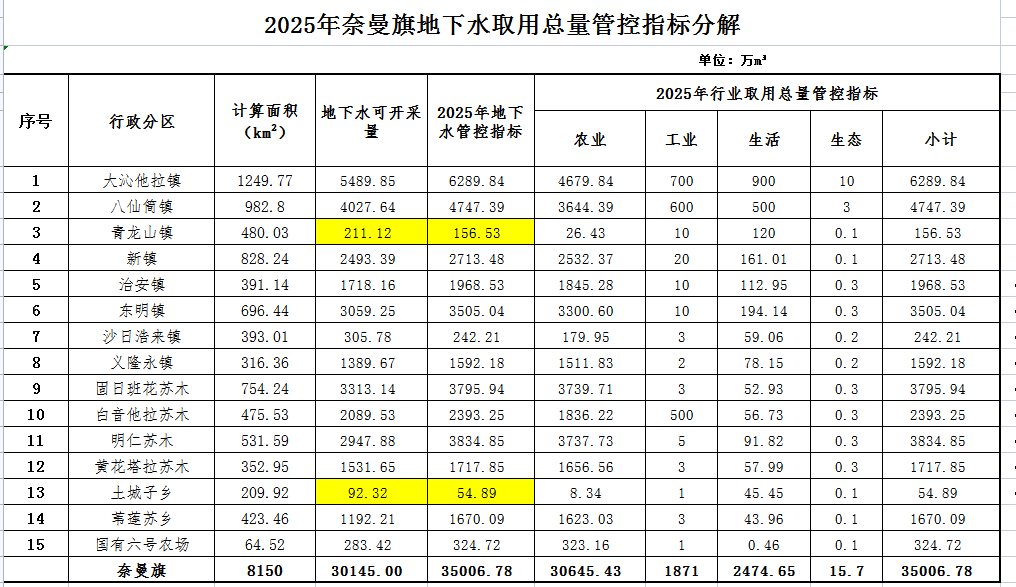 2025年奈曼旗地下水取用总量管控指标分解
单位：万m³
序号 行政分区 计算面积（km²） 地下水可开采量 2025年地下水管控指标 2025年行业取用总量管控指标
农业 工业 生活 生态 小计
1 大沁他拉镇 1249.77 5489.85 6289.84 4679.84 700 900 10 6289.84
2 八仙筒镇 982.8 4027.64 4747.39 3644.39 600 500 3 4747.39
3 青龙山镇 480.03 211.12 156.53 26.43 10 120 0.1 156.53
4 新镇 828.24 2493.39 2713.48 2532.37 20 161.01 0.1 2713.48
5 治安镇 391.14 1718.16 1968.53 1845.28 10 112.95 0.3 1968.53
6 东明镇 696.44 3059.25 3505.04 3300.60 10 194.14 0.3 3505.04
7 沙日浩来镇 393.01 305.78 242.21 179.95 3 59.06 0.2 242.21
8 义隆永镇 316.36 1389.67 1592.18 1511.83 2 78.15 0.2 1592.18
9 固日班花苏木 754.24 3313.14 3795.94 3739.71 3 52.93 0.3 3795.94
10 白音他拉苏木 475.53 2089.53 2393.25 1836.22 500 56.73 0.3 2393.25
11 明仁苏木 531.59 2947.88 3834.85 3737.73 5 91.82 0.3 3834.85
12 黄花塔拉苏木 352.95 1531.65 1717.85 1656.56 3 57.99 0.3 1717.85
13 土城子乡 209.92 92.32 54.89 8.34 1 45.45 0.1 54.89
14 苇莲苏乡 423.46 1192.21 1670.09 1623.03 3 43.96 0.1 1670.09
15 国有六号农场 64.52 283.42 324.72 323.16 1 0.46 0.1 324.72
奈曼旗 8150 30145.00 35006.78 30645.43 1871 2474.65 15.7 35006.78